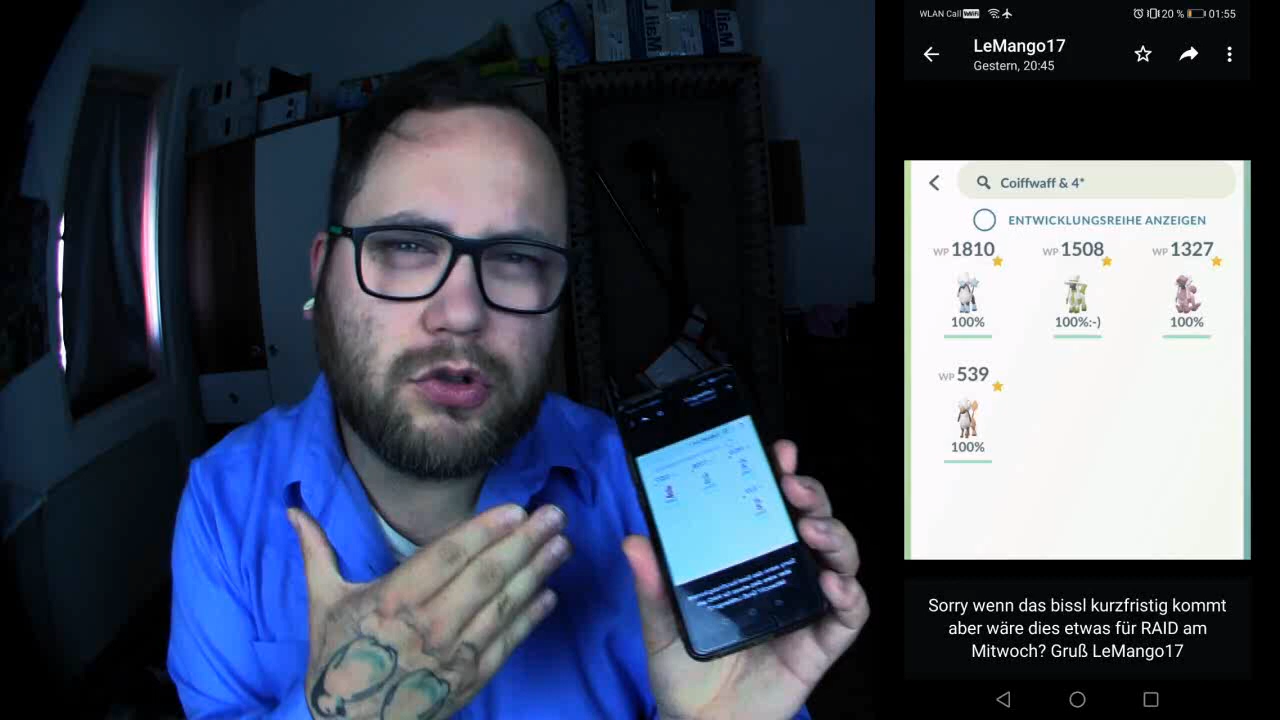 WLAN Call WiFi 20 % 01:55
LeMango17
Gestern, 20:45
Coiffwaff & 4*
ENTWICKLUNGSREIHE ANZEIGEN
WP 1810 WP 1508 WP 1327
100% 100%:-) 100%
WP 539
100%
Sorry wenn das bissl kurzfristig kommt
aber wäre dies etwas für RAID am
Mitwoch? Gruß LeMango17